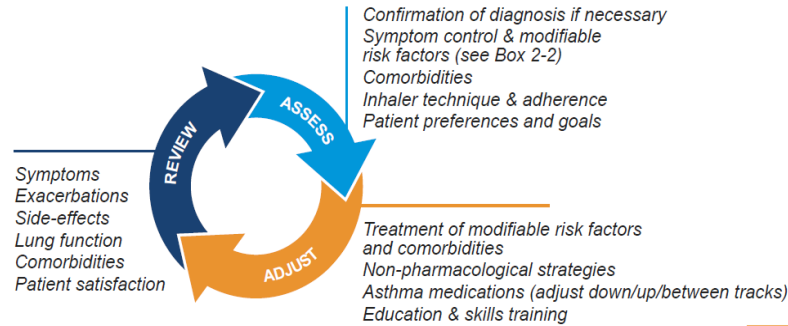 Confirmation of diagnosis if necessary
Symptom control & modifiable
risk factors (see Box 2-2)
Comorbidities
Inhaler technique & adherence
Patient preferences and goals
ASSESS
REVIEW
Symptoms
Exacerbations
Side-effects
Lung function
Comorbidities
Patient satisfaction
ADJUST
Treatment of modifiable risk factors
and comorbidities
Non-pharmacological strategies
Asthma medications (adjust down/up/between tracks)
Education & skills training